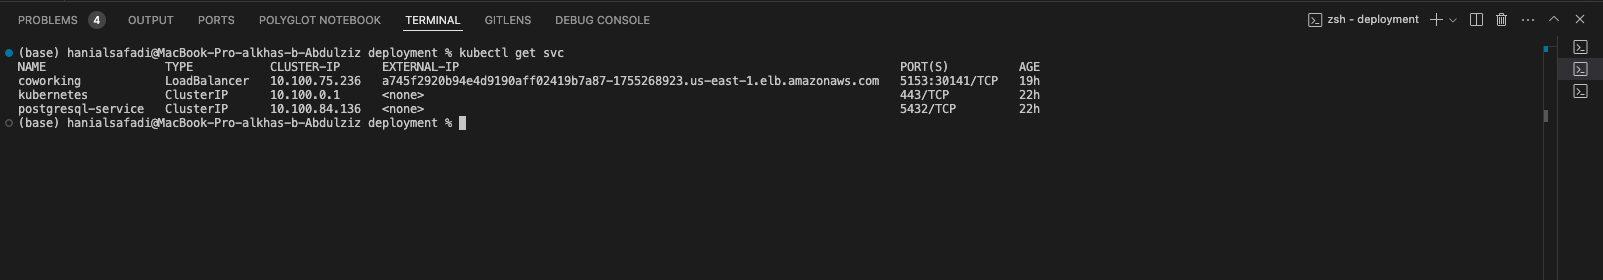 PROBLEMS 4 OUTPUT PORTS POLYGLOT NOTEBOOK TERMINAL GITLENS DEBUG CONSOLE zsh - deployment
(base) hanialsafadi@MacBook-Pro-alkhas-b-Abdulziz deployment % kubectl get svc
NAME TYPE CLUSTER-IP EXTERNAL-IP PORT(S) AGE
coworking LoadBalancer 10.100.75.236 a745f2920b94e4d9190aff02419b7a87-1755268923.us-east-1.elb.amazonaws.com 5153:30141/TCP 19h
kubernetes ClusterIP 10.100.0.1 <none> 443/TCP 22h
postgresql-service ClusterIP 10.100.84.136 <none> 5432/TCP 22h
(base) hanialsafadi@MacBook-Pro-alkhas-b-Abdulziz deployment %